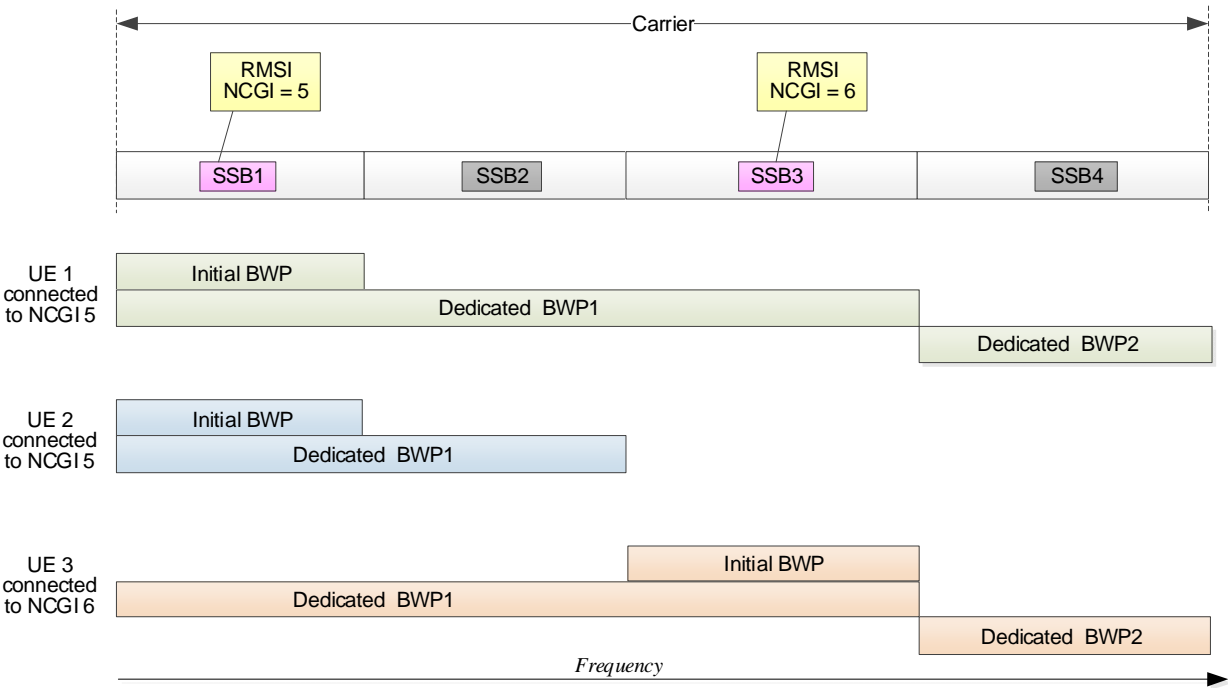 Carrier
RMSI
NCGI = 5
RMSI
NCGI = 6
SSB1
SSB2
SSB3
SSB4
UE 1
connected
to NCGI 5
Initial BWP
Dedicated BWP1
Dedicated BWP2
UE 2
connected
to NCGI 5
Initial BWP
Dedicated BWP1
UE 3
connected
to NCGI 6
Initial BWP
Dedicated BWP1
Dedicated BWP2
Frequency